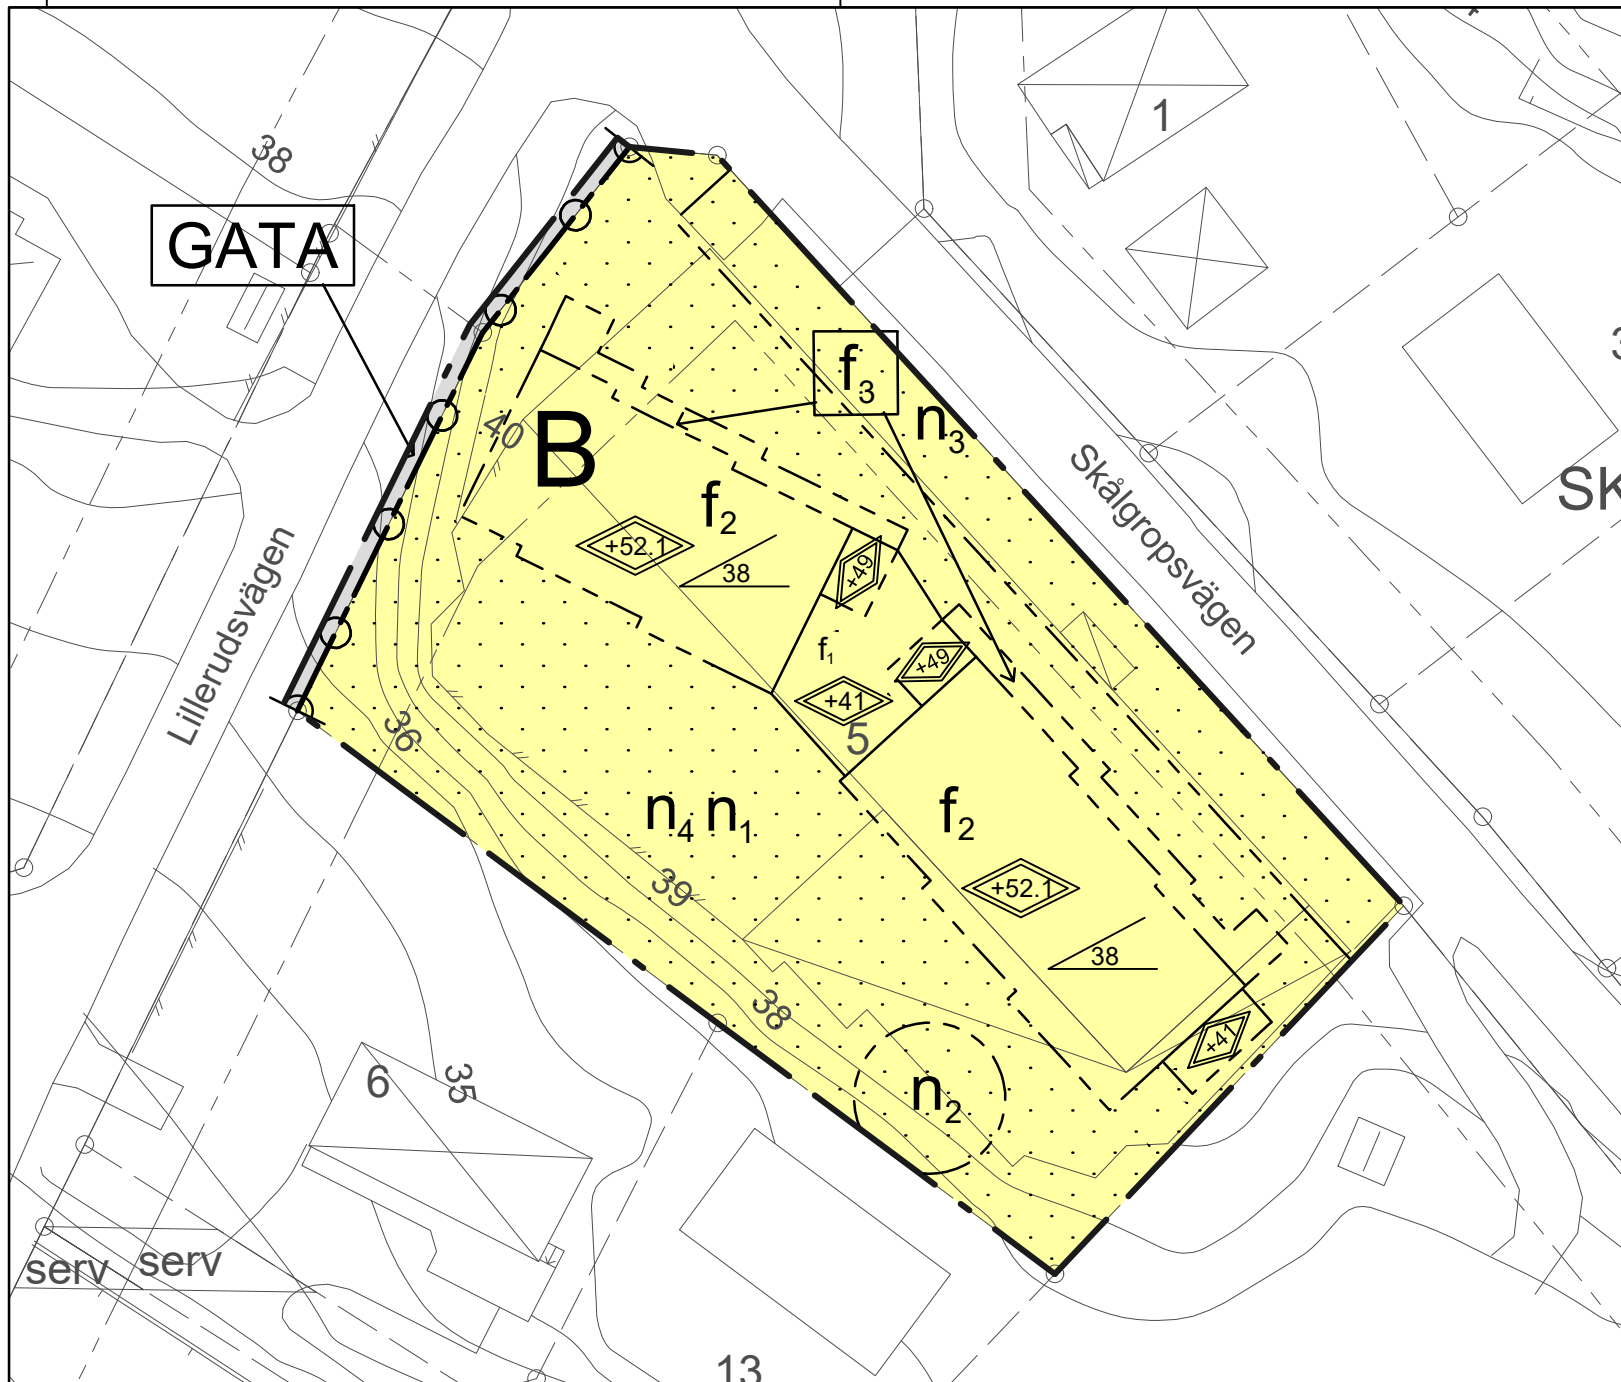 1
38
GATA
3
f3
n3
40
B
Skålgropsvägen
SK
f2
+52.1
38
+49
Lillerudsvägen
f1
+49
+41
36
5
n4 n1
f2
39
+52.1
38
38
+41
6
35
n2
serv
serv
13